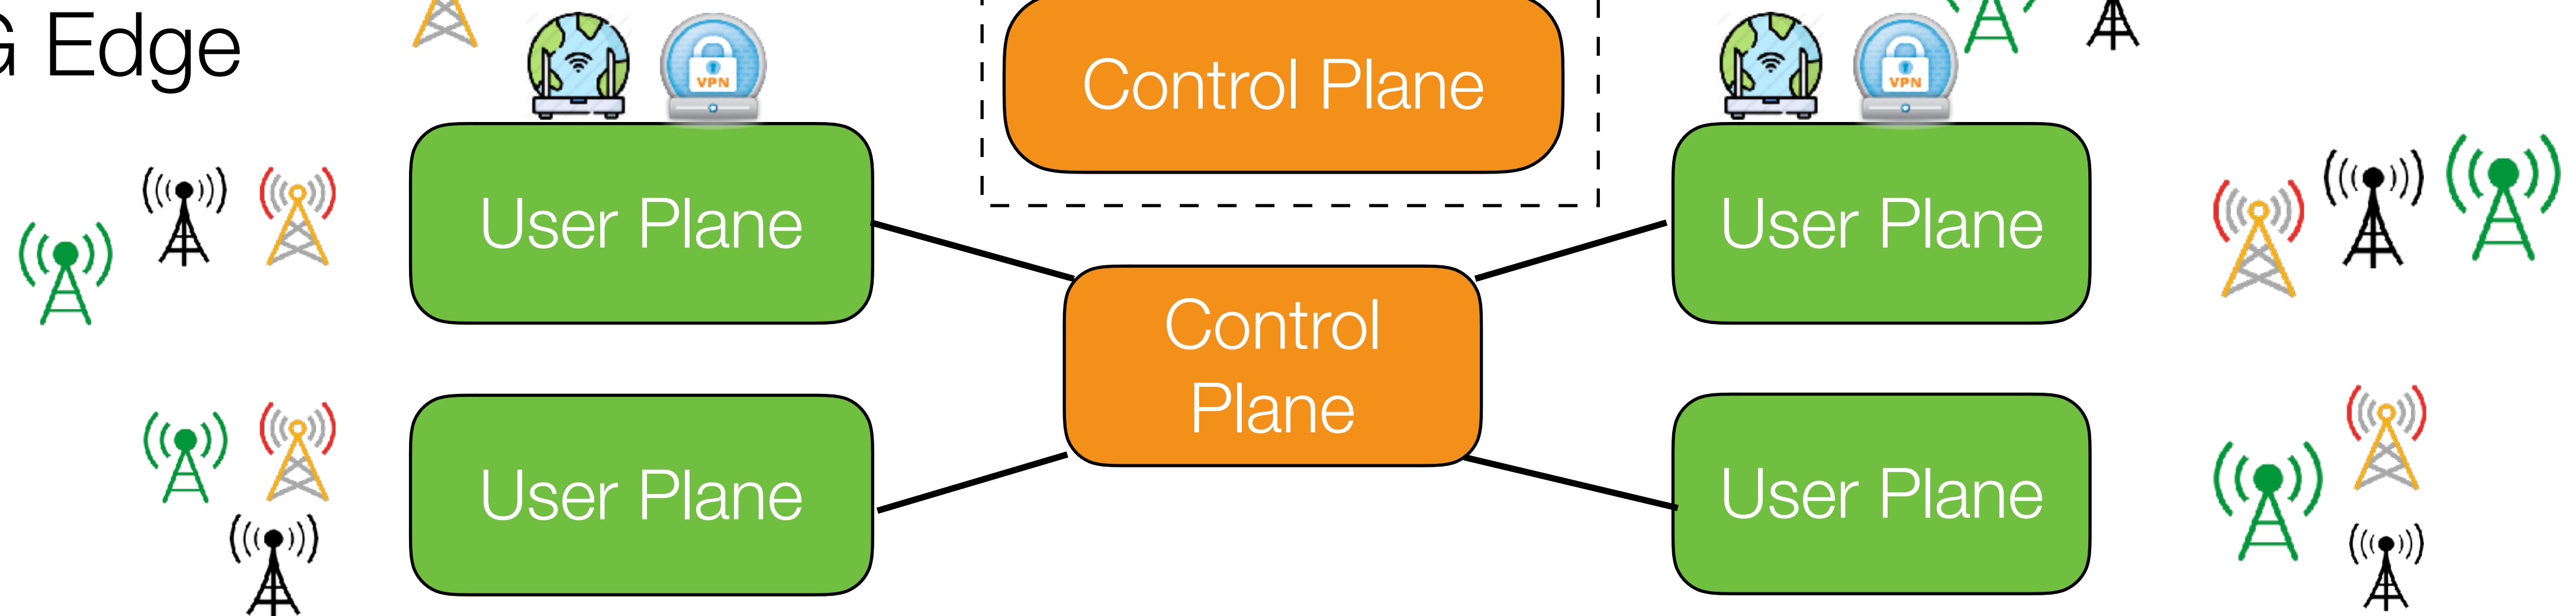 G Edge
VPN
Control Plane
VPN
User Plane
User Plane
Control
Plane
User Plane
User Plane